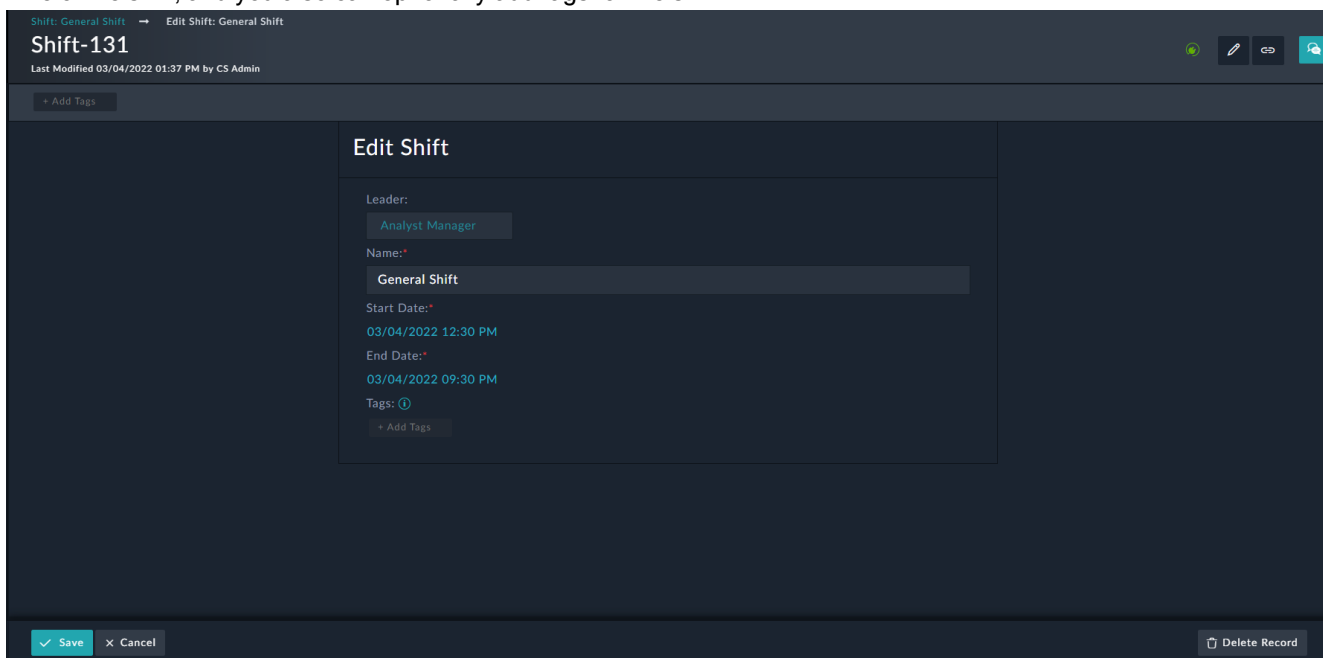 Shift: General Shift → Edit Shift: General Shift
Shift-131
Last Modified 03/04/2022 01:37 PM by CS Admin
+ Add Tags
Edit Shift
Leader:
Analyst Manager
Name:*
General Shift
Start Date:*
03/04/2022 12:30 PM
End Date:*
03/04/2022 09:30 PM
Tags:
+ Add Tags
Save Cancel Delete Record